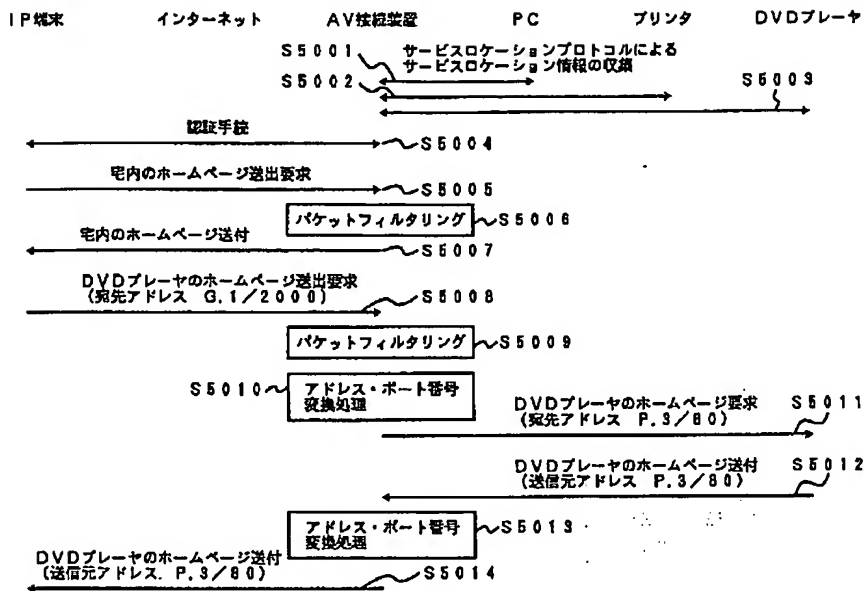 IP端末 インターネット AV接続装置 PC プリンタ DVDプレーヤ
S5001 サービスロケーションプロトコルによる
サービスロケーション情報の収集
S5002 S5003
認証手続
S5004
宅内のホームページ送出要求
S5005
パケットフィルタリング S5006
宅内のホームページ送付
S5007
DVDプレーヤのホームページ送出要求
(宛先アドレス G.1/2000) S5008
パケットフィルタリング S5009
S5010 アドレス・ポート番号
変換処理
DVDプレーヤのホームページ要求 S5011
(宛先アドレス P.3/80)
DVDプレーヤのホームページ送付 S5012
(送信元アドレス P.3/80)
アドレス・ポート番号 S5013
変換処理
DVDプレーヤのホームページ送付
(送信元アドレス P.3/80) S5014